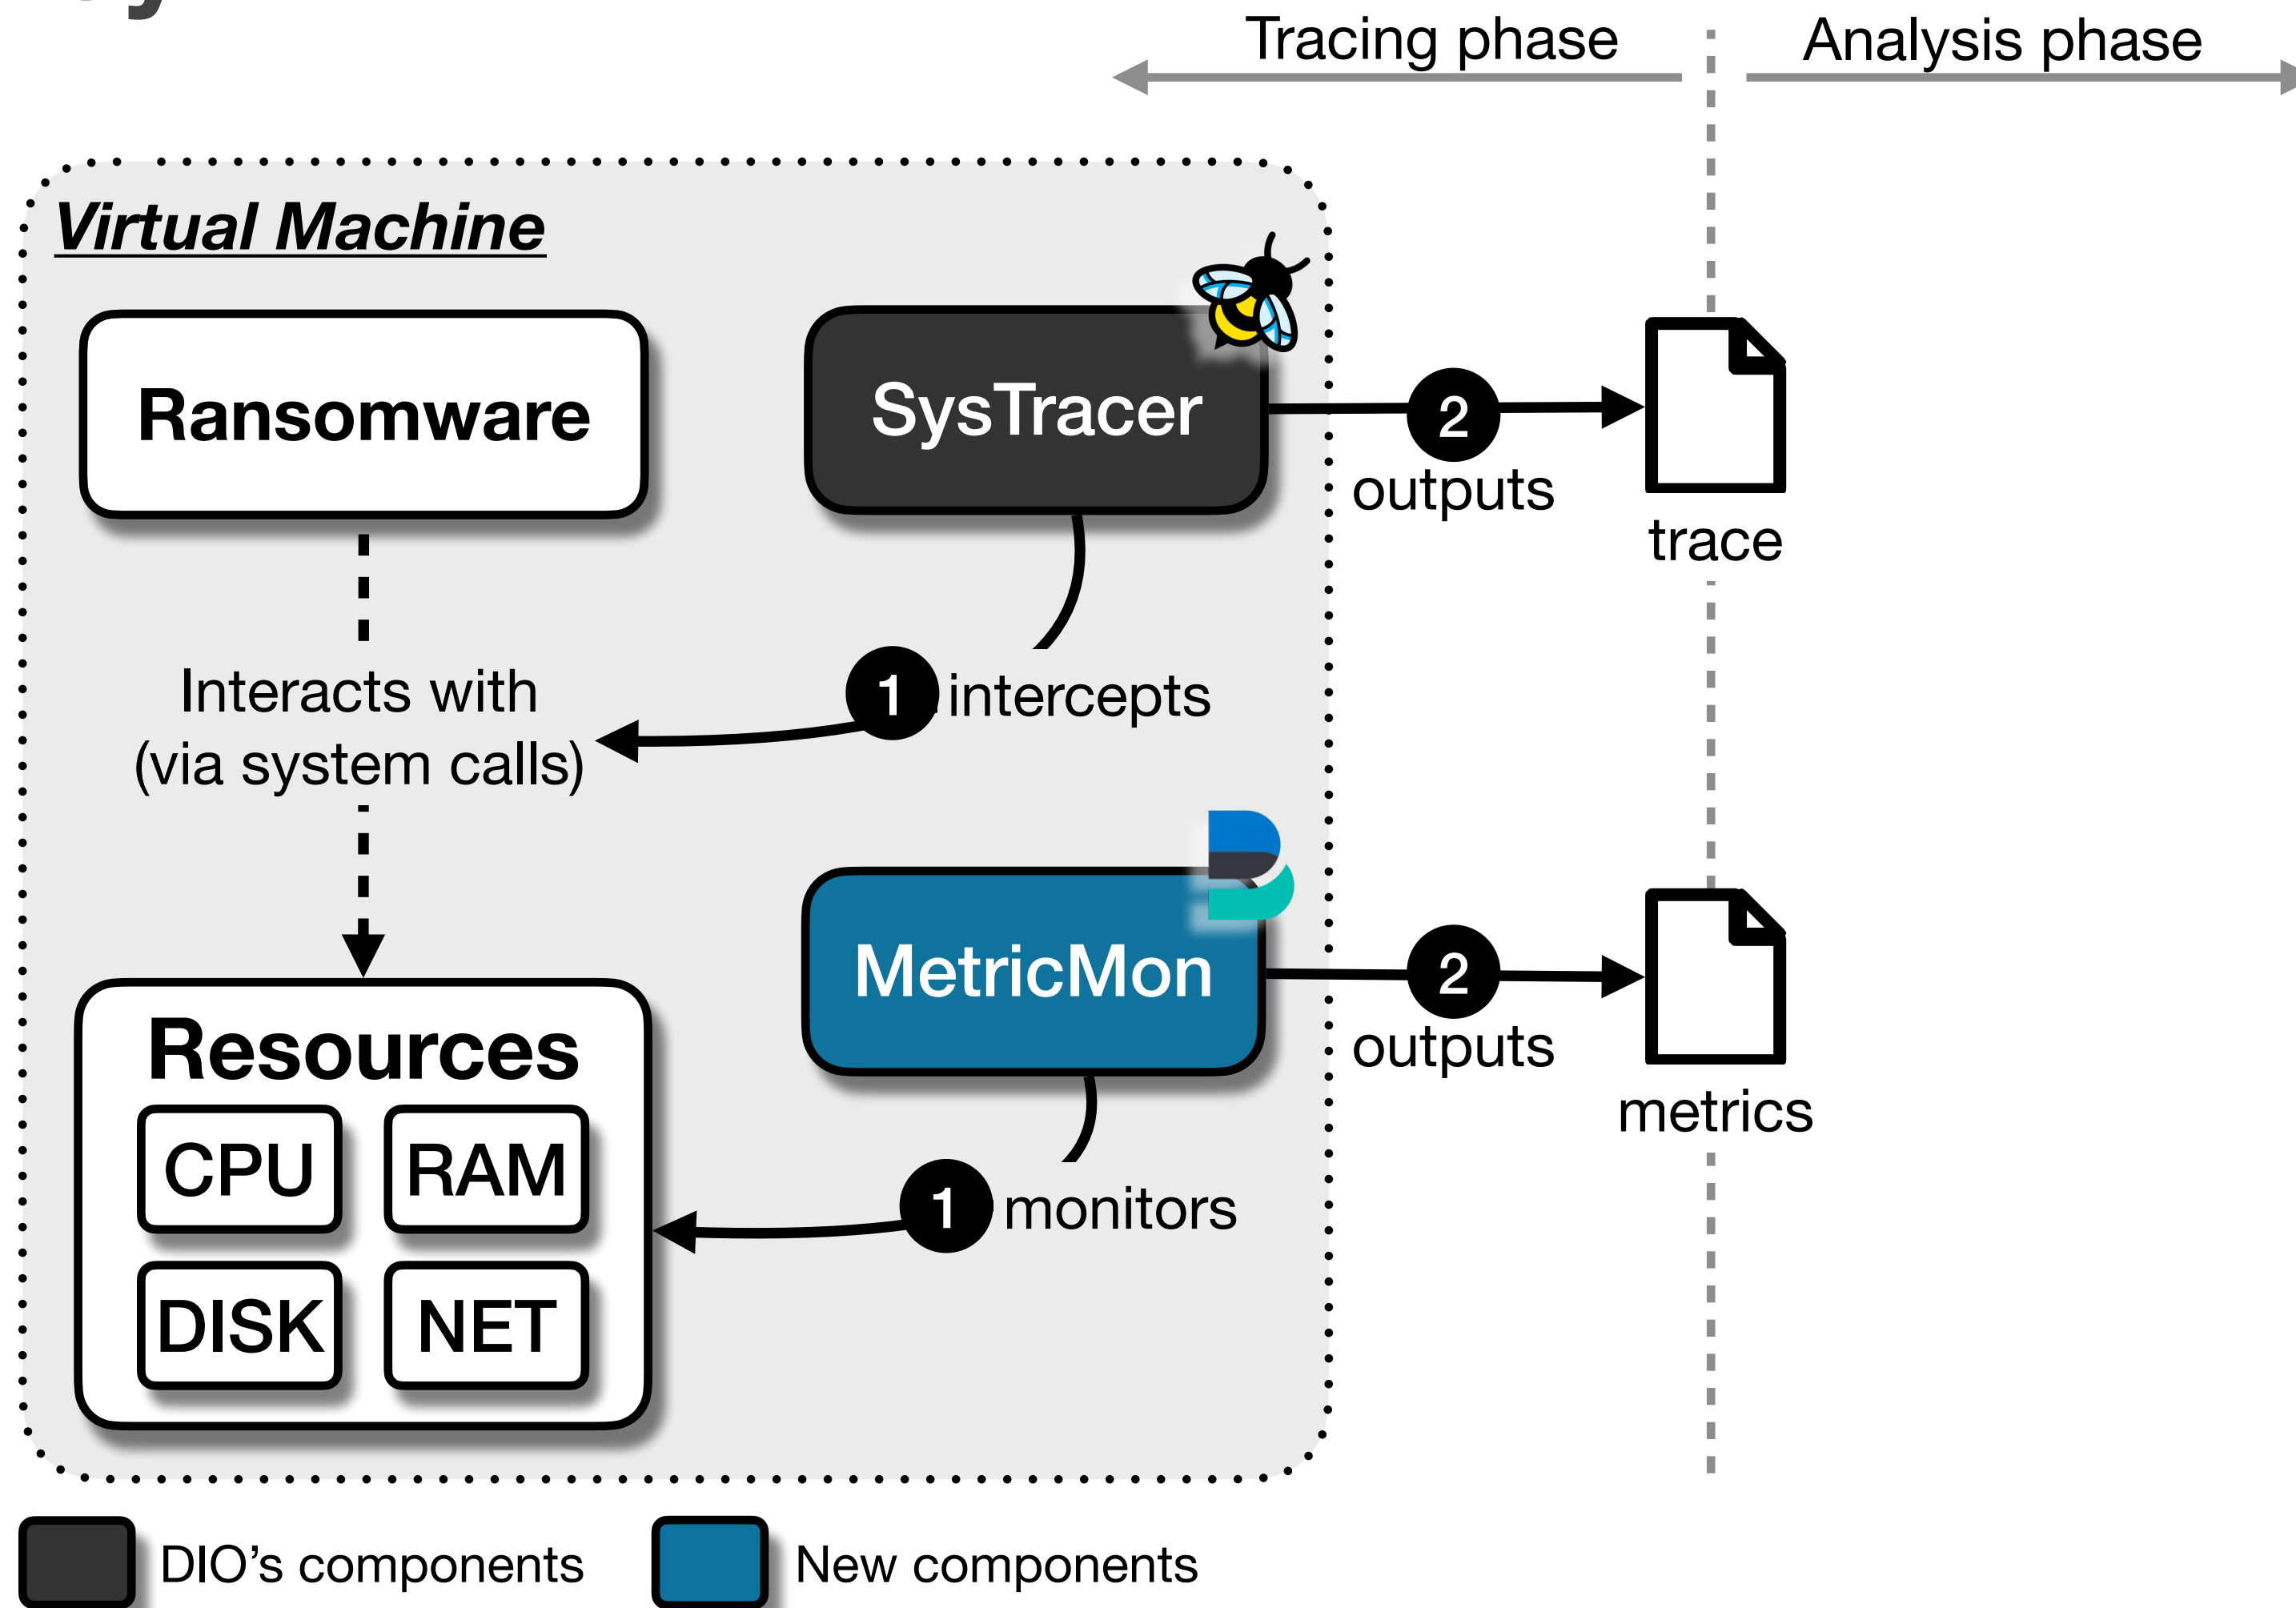 Tracing phase
Analysis phase
Virtual Machine
Ransomware
SysTracer
2
outputs
trace
Interacts with
(via system calls)
1 intercepts
MetricMon
2
outputs
metrics
Resources
CPU
RAM
DISK
NET
1 monitors
DIO's components
New components